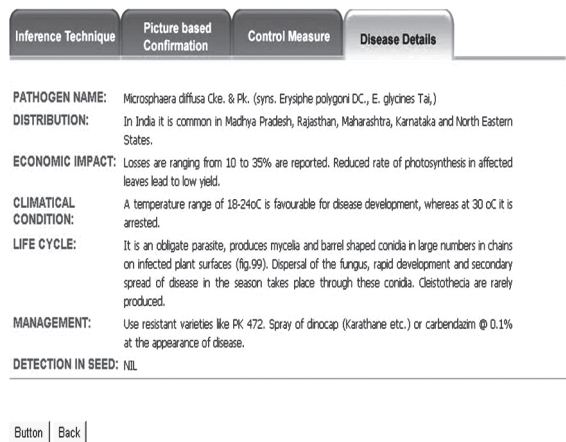 Inference Technique
Picture based
Confirmation
Control Measure
Disease Details
PATHOGEN NAME: Microsphaera diffusa Cke. & Pk. (syns. Erysiphe polygoni DC., E. glycines Tai,)
DISTRIBUTION: In India it is common in Madhya Pradesh, Rajasthan, Maharashtra, Karnataka and North Eastern
States.
ECONOMIC IMPACT: Losses are ranging from 10 to 35% are reported. Reduced rate of photosynthesis in affected
leaves lead to low yield.
CLIMATICAL
CONDITION:
A temperature range of 18-24oC is favourable for disease development, whereas at 30 oC it is
arrested.
LIFE CYCLE: It is an obligate parasite, produces mycelia and barrel shaped conidia in large numbers in chains
on infected plant surfaces (fig.99). Dispersal of the fungus, rapid development and secondary
spread of disease in the season takes place through these conidia. Cleistothecia are rarely
produced.
MANAGEMENT: Use resistant varieties like PK 472. Spray of dinocap (Karathane etc.) or carbendazim @ 0.1%
at the appearance of disease.
DETECTION IN SEED: NIL
Button Back